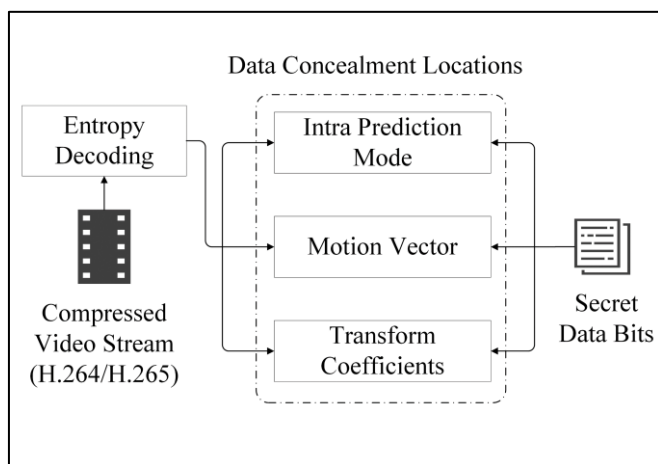 Data Concealment Locations
Entropy
Decoding
Intra Prediction
Mode
Motion Vector
Compressed
Video Stream
(H.264/H.265)
Transform
Coefficients
Secret
Data Bits